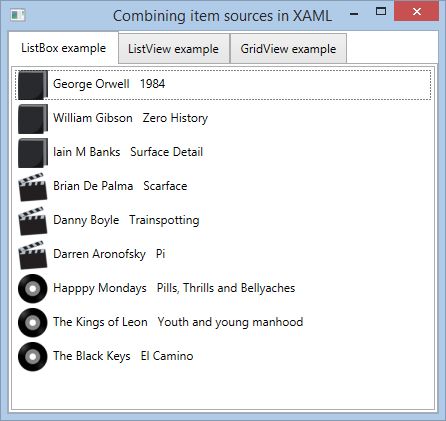 Combining item sources in XAML
ListBox example ListView example GridView example
George Orwell 1984
William Gibson Zero History
Iain M Banks Surface Detail
Brian De Palma Scarface
Danny Boyle Trainspotting
Darren Aronofsky Pi
Happpy Mondays Pills, Thrills and Bellyaches
The Kings of Leon Youth and young manhood
The Black Keys El Camino